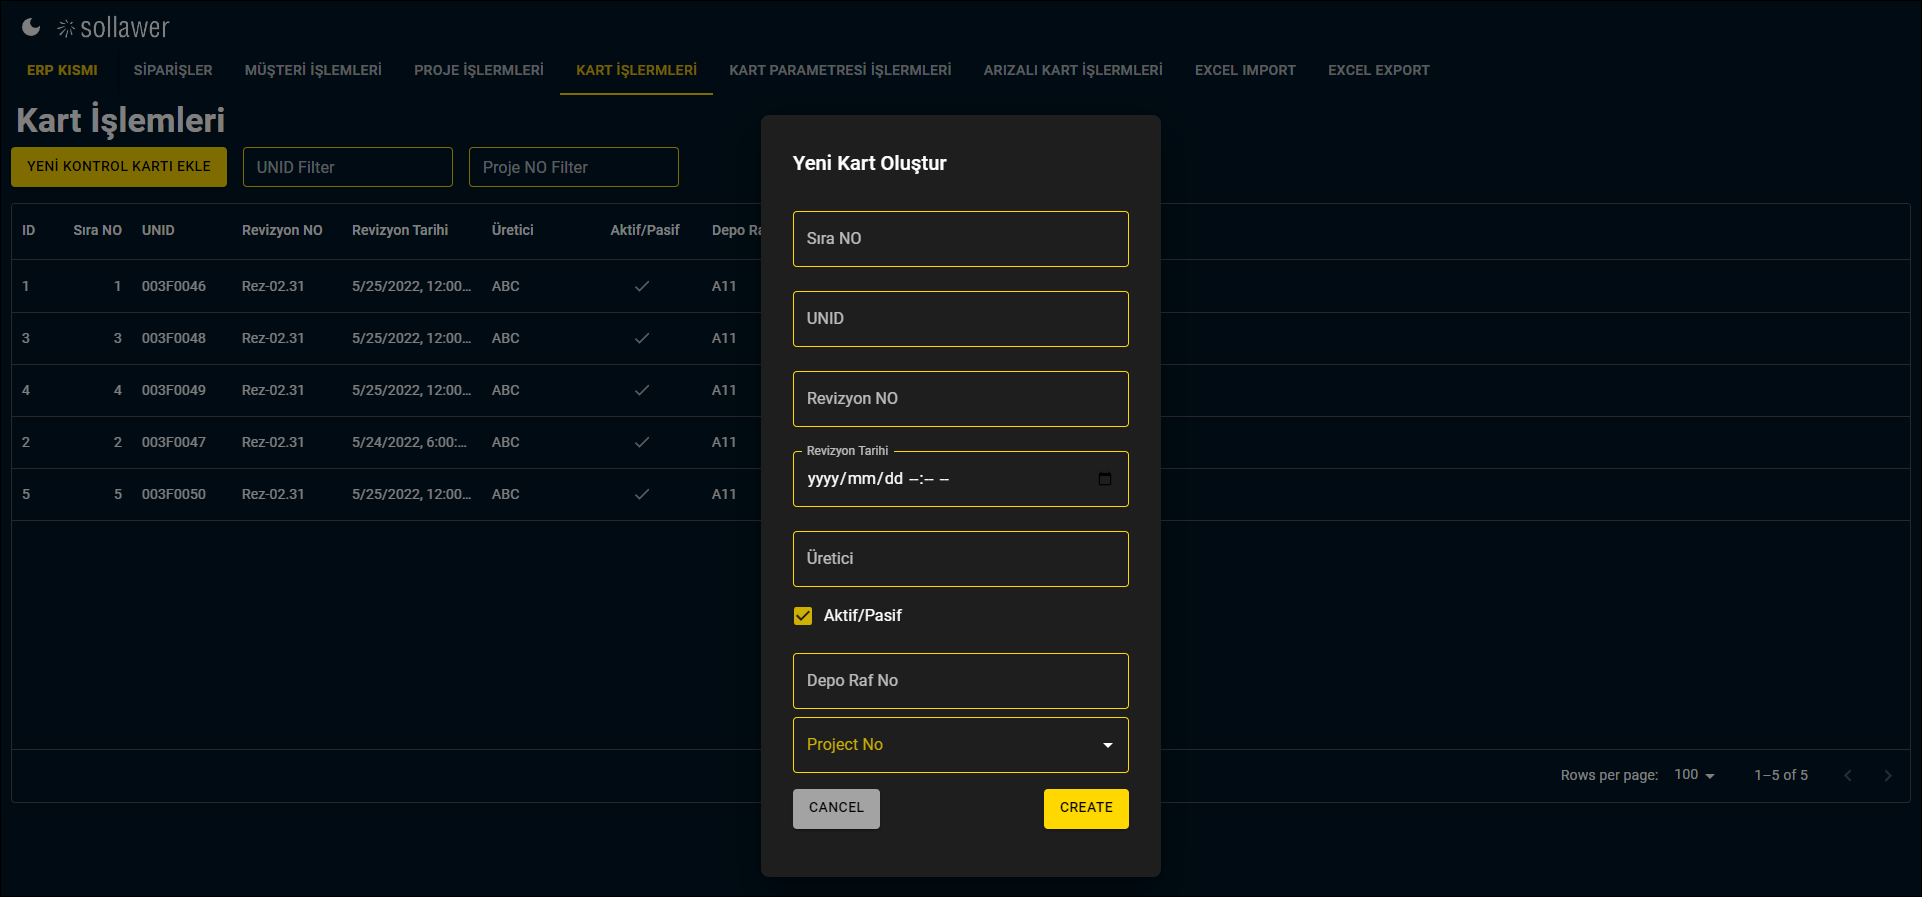 sollawer
ERP KISMI SİPARİŞLER MÜŞTERİ İŞLEMLERİ PROJE İŞLERMLERİ KART İŞLERMLERİ KART PARAMETRESİ İŞLERMLERİ ARIZALI KART İŞLERMLERİ EXCEL IMPORT EXCEL EXPORT
Kart İşlemleri
YENİ KONTROL KARTI EKLE UNID Filter Proje NO Filter
ID Sıra NO UNID Revizyon NO Revizyon Tarihi Üretici Aktif/Pasif Depo Ra
1 1 003F0046 Rez-02.31 5/25/2022, 12:00... ABC A11
3 3 003F0048 Rez-02.31 5/25/2022, 12:00... ABC A11
4 4 003F0049 Rez-02.31 5/25/2022, 12:00... ABC A11
2 2 003F0047 Rez-02.31 5/24/2022, 6:00:... ABC A11
5 5 003F0050 Rez-02.31 5/25/2022, 12:00... ABC A11
Rows per page: 100 1–5 of 5
Yeni Kart Oluştur
Sıra NO
UNID
Revizyon NO
Revizyon Tarihi
yyyy/mm/dd --:-- --
Üretici
Aktif/Pasif
Depo Raf No
Project No
CANCEL CREATE